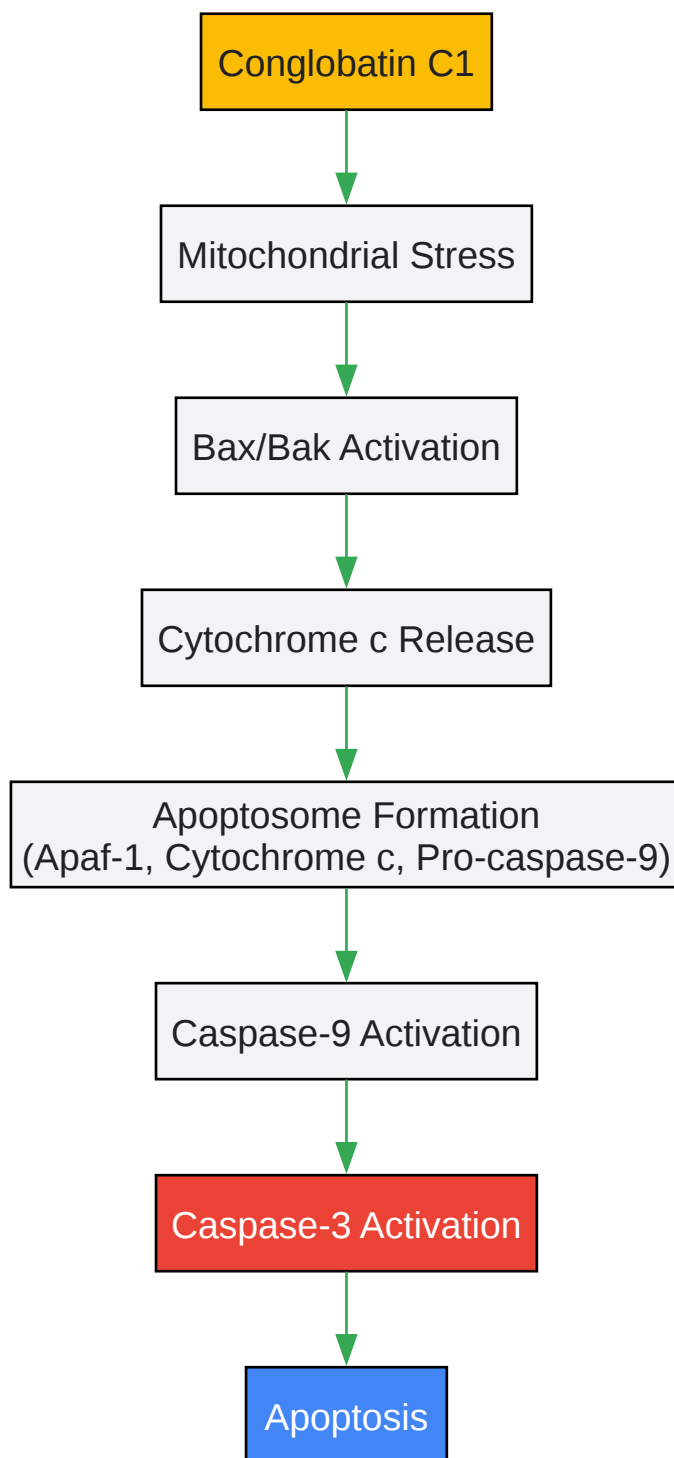 Conglobatin C1
Mitochondrial Stress
Bax/Bak Activation
Cytochrome c Release
Apoptosome Formation
(Apaf-1, Cytochrome c, Pro-caspase-9)
Caspase-9 Activation
Caspase-3 Activation
Apoptosis